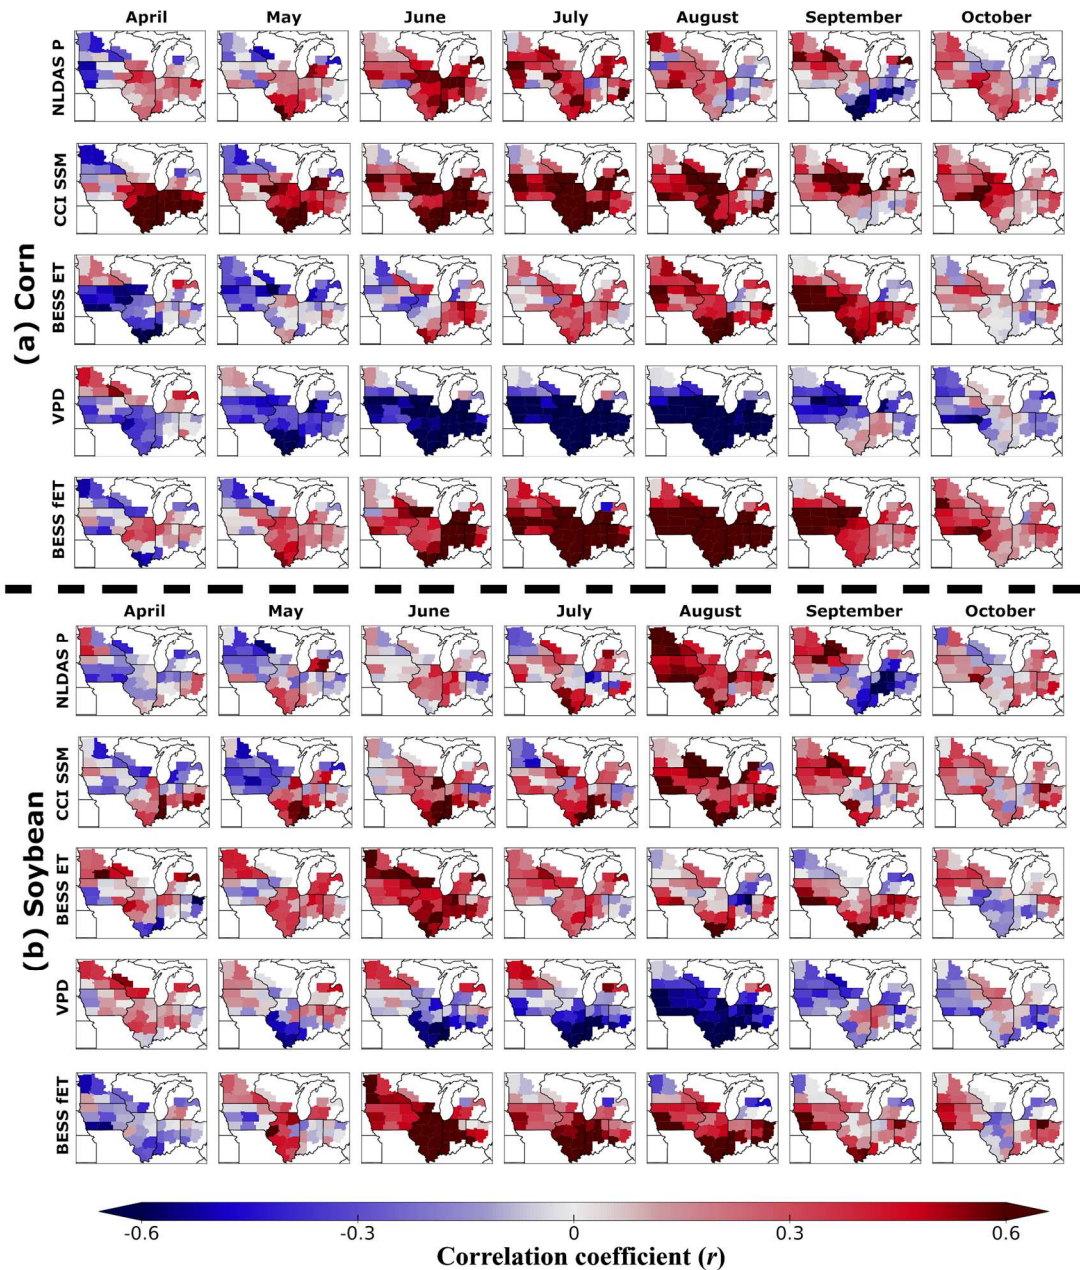 April May June July August September October
NLDAS P
CCI SSM
BESS ET
VPD
BESS fET
(a) Corn
April May June July August September October
NLDAS P
CCI SSM
BESS ET
VPD
BESS fET
(b) Soybean
-0.6 -0.3 0 0.3 0.6
Correlation coefficient (r)